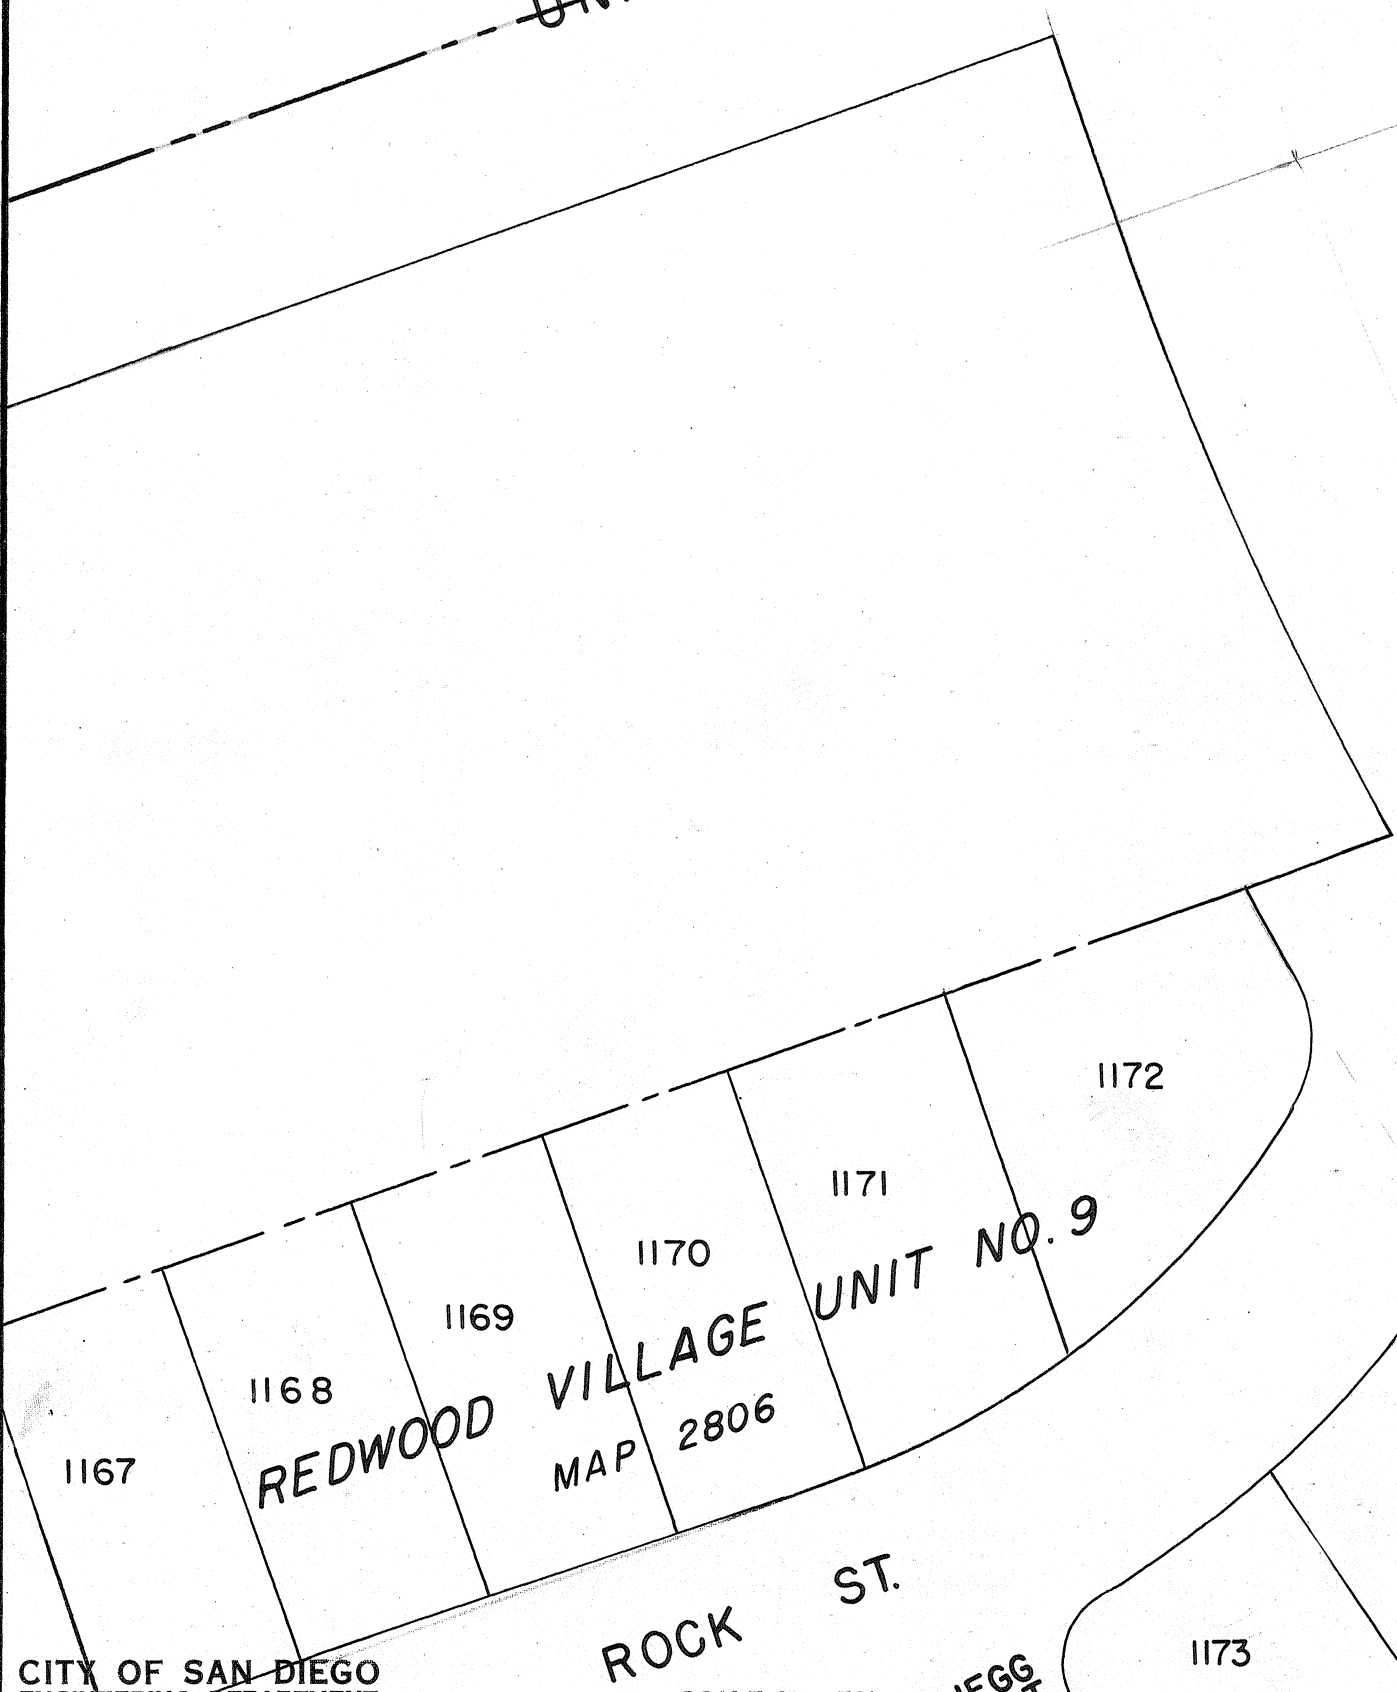 1172
1171
1170
1169
1168
1167
REDWOOD VILLAGE UNIT NO. 9
MAP 2806
ROCK ST.
1173
CITY OF SAN DIEGO